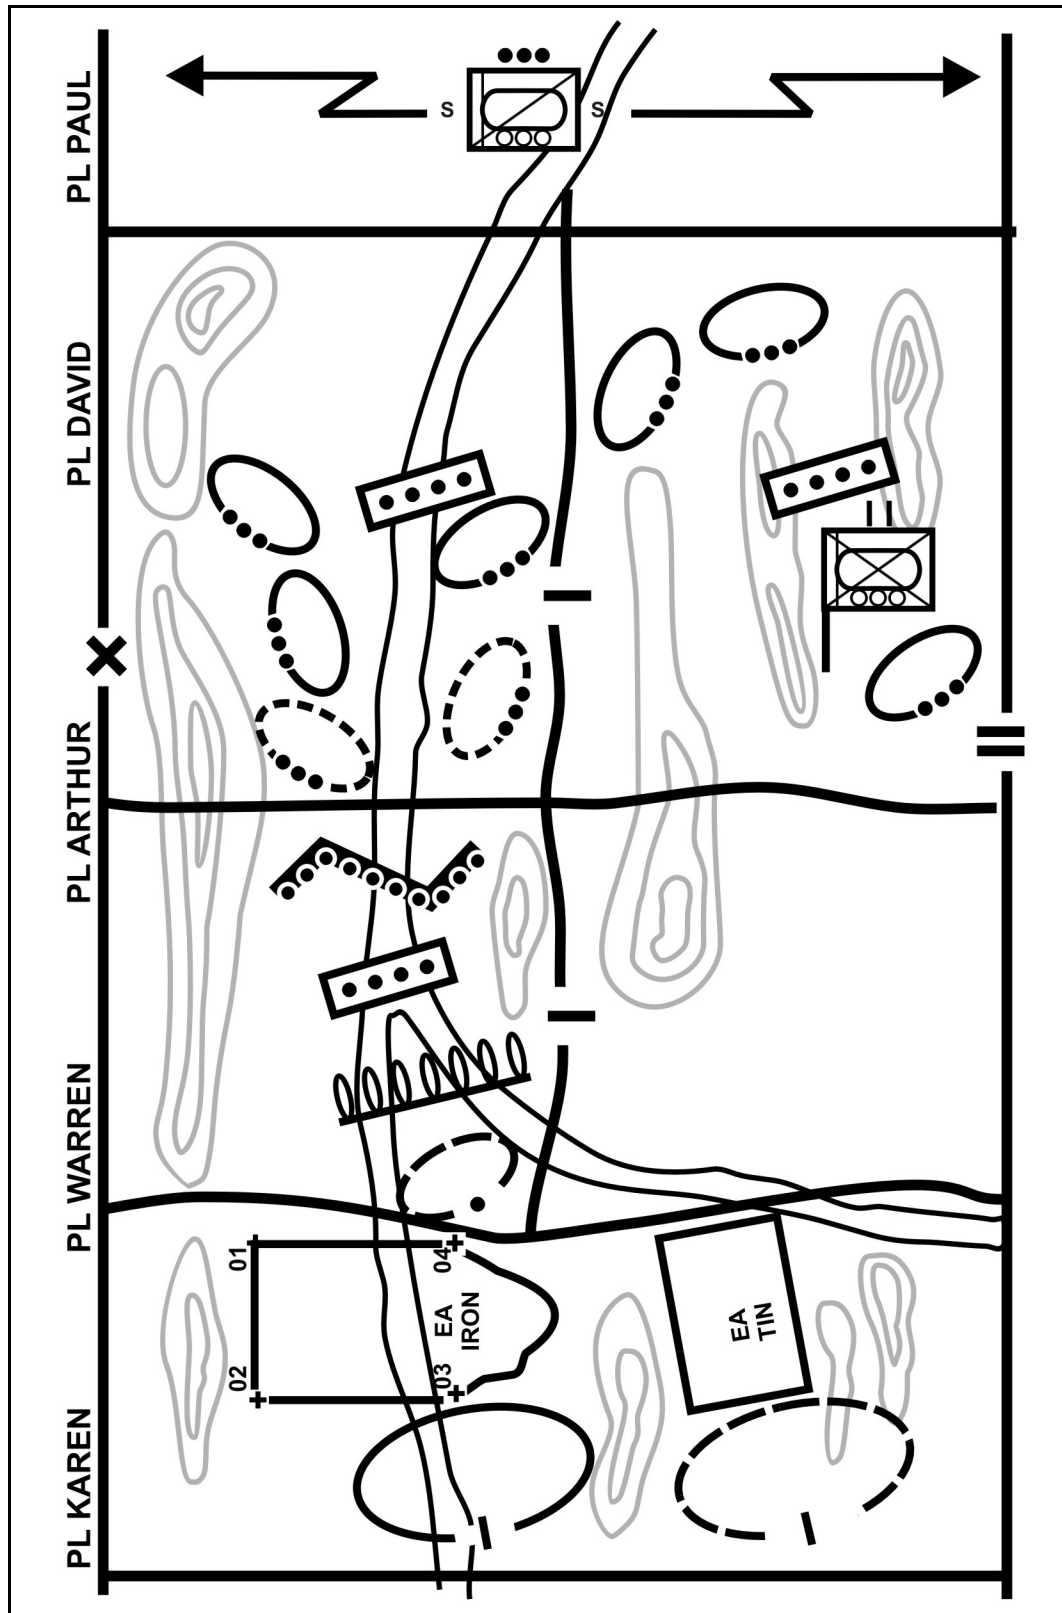 PL PAUL
S S
PL DAVID
PL ARTHUR
PL WARREN
01
04
EA
IRON
EA
TIN
02
03
PL KAREN